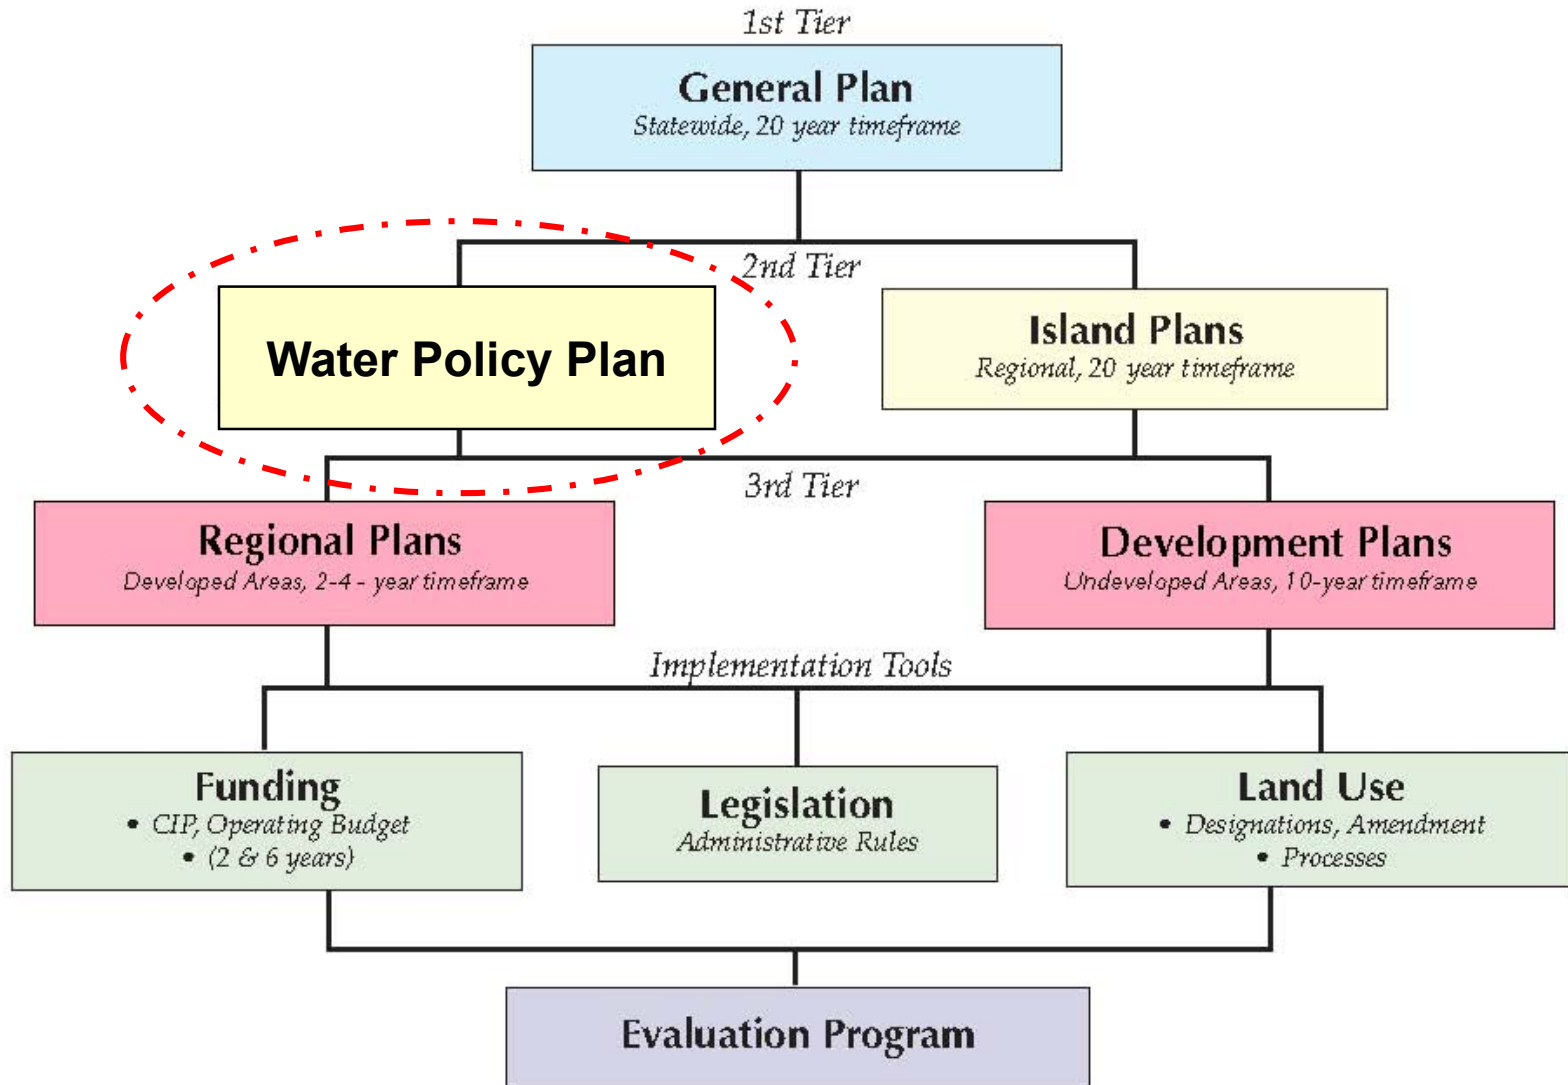 1st Tier
General Plan
Statewide, 20 year timeframe
2nd Tier
Water Policy Plan
Island Plans
Regional, 20 year timeframe
3rd Tier
Regional Plans
Developed Areas, 2-4 - year timeframe
Development Plans
Undeveloped Areas, 10-year timeframe
Implementation Tools
Funding
• CIP, Operating Budget
• (2 & 6 years)
Legislation
Administrative Rules
Land Use
• Designations, Amendment
• Processes
Evaluation Program